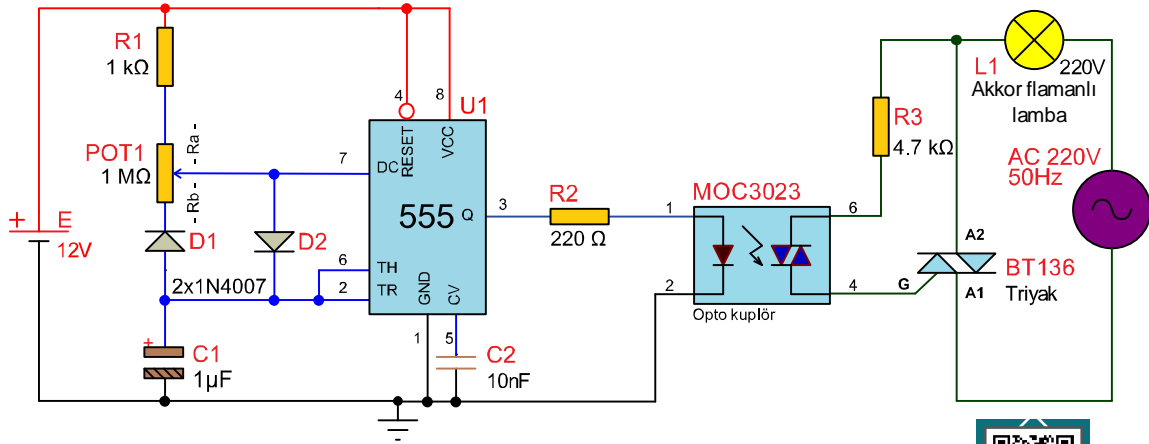 R1
1 kΩ
POT1
1 MΩ
- Ra -
- Rb -
+
E
12V
D1
D2
2x1N4007
+
C1
1µF
4
8
U1
RESET
VCC
7
DC
555
Q
3
6
TH
2
TR
GND
CV
1
5
C2
10nF
R2
220 Ω
MOC3023
1
2
6
4
Opto kuplör
R3
4.7 kΩ
L1
220V
Akkor flamanlı
lamba
AC 220V
50Hz
A2
G
A1
BT136
Triyak